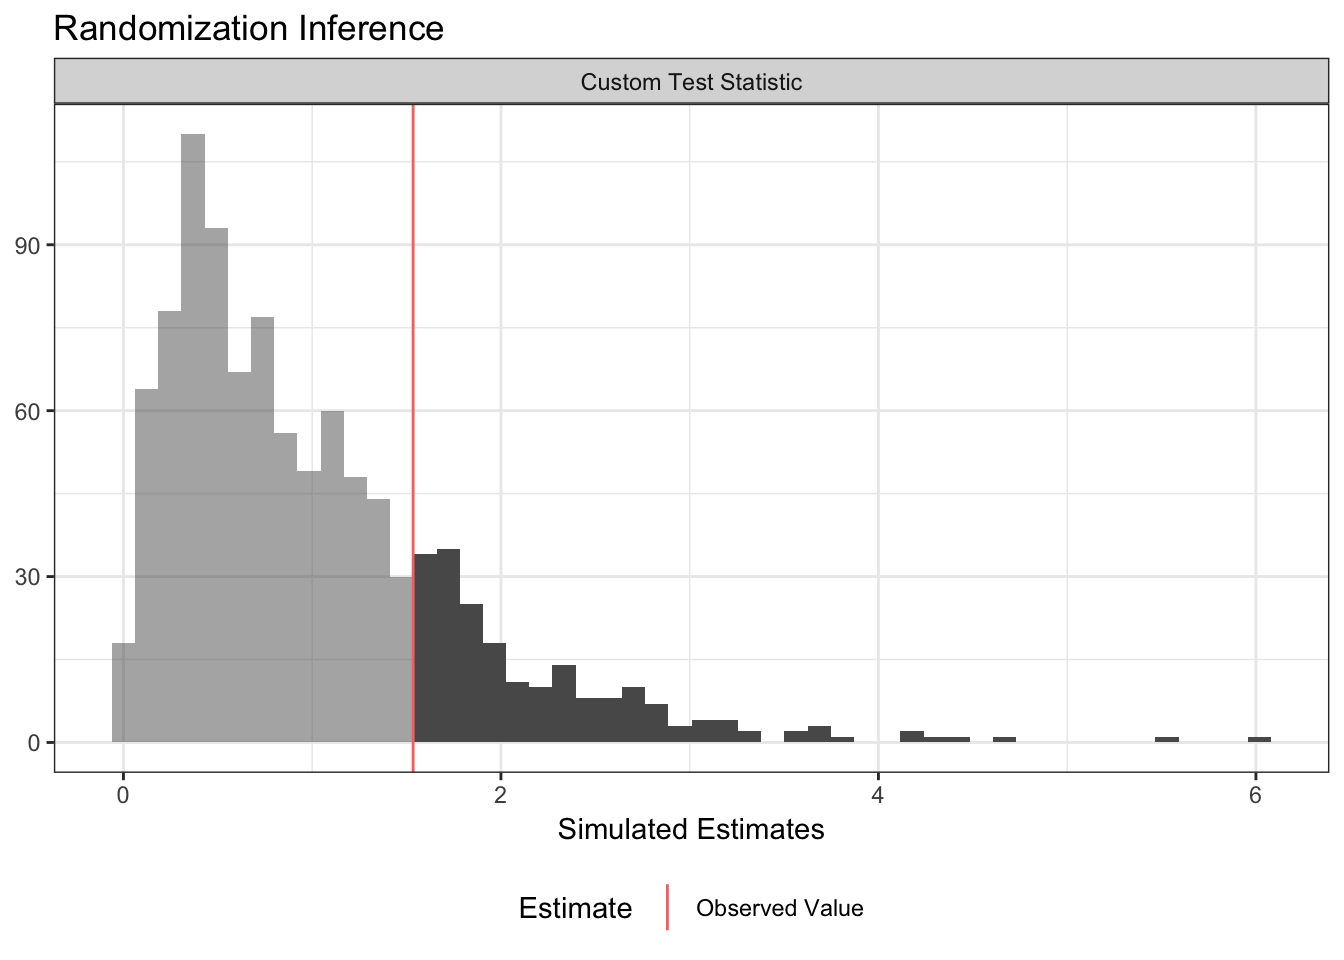 Randomization Inference
Custom Test Statistic
90
60
30
0
0 2 4 6
Simulated Estimates
Estimate Observed Value